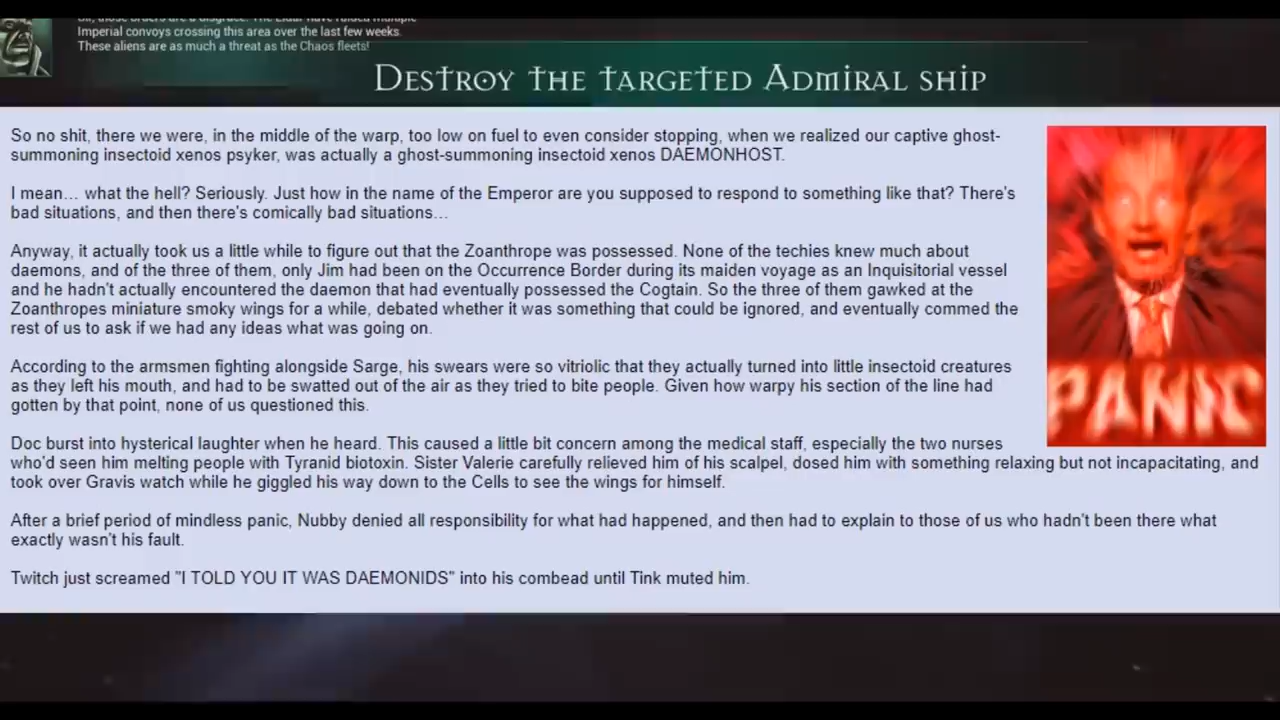 Sir, those orders are a disgrace! The Eldar have raided multiple
Imperial convoys crossing this area over the last few weeks.
These aliens are as much a threat as the Chaos fleets!
Destroy the targeted Admiral ship
So no shit, there we were, in the middle of the warp, too low on fuel to even consider stopping, when we realized our captive ghost-
summoning insectoid xenos psyker, was actually a ghost-summoning insectoid xenos DAEMONHOST.
I mean... what the hell? Seriously. Just how in the name of the Emperor are you supposed to respond to something like that? There's
bad situations, and then there's comically bad situations...
Anyway, it actually took us a little while to figure out that the Zoanthrope was possessed. None of the techies knew much about
daemons, and of the three of them, only Jim had been on the Occurrence Border during its maiden voyage as an Inquisitorial vessel
and he hadn't actually encountered the daemon that had eventually possessed the Cogtain. So the three of them gawked at the
Zoanthropes miniature smoky wings for a while, debated whether it was something that could be ignored, and eventually commed the
rest of us to ask if we had any ideas what was going on.
According to the armsmen fighting alongside Sarge, his swears were so vitriolic that they actually turned into little insectoid creatures
as they left his mouth, and had to be swatted out of the air as they tried to bite people. Given how warpy his section of the line had
gotten by that point, none of us questioned this.
Doc burst into hysterical laughter when he heard. This caused a little bit concern among the medical staff, especially the two nurses
who'd seen him melting people with Tyranid biotoxin. Sister Valerie carefully relieved him of his scalpel, dosed him with something relaxing but not incapacitating, and
took over Gravis watch while he giggled his way down to the Cells to see the wings for himself.
After a brief period of mindless panic, Nubby denied all responsibility for what had happened, and then had to explain to those of us who hadn't been there what
exactly wasn't his fault.
Twitch just screamed "I TOLD YOU IT WAS DAEMONIDS" into his combead until Tink muted him.
PANIC